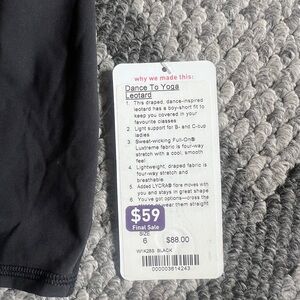 why we made this:
Dance To Yoga
Leotard
1. This draped, dance-inspired
leotard has a boy-short fit to
keep you covered in your
favourite classes
2. Light support for B- and C-cup
ladies
3. Sweat-wicking Full-On®
Luxtreme fabric is four-way
stretch with a cool, smooth
feel
4. Lightweight, draped fabric is
four-way stretch and
breathable
5. Added LYCRA® fibre moves with
you and stays in great shape
6. You've got options—cross the
wear them straight
$59
Final Sale
SIZE
6 $88.00
BLACK
000003614243